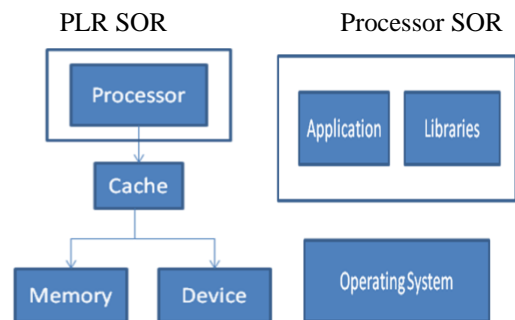 PLR SOR
Processor SOR
Processor
Cache
Memory
Device
Application
Libraries
Operating System